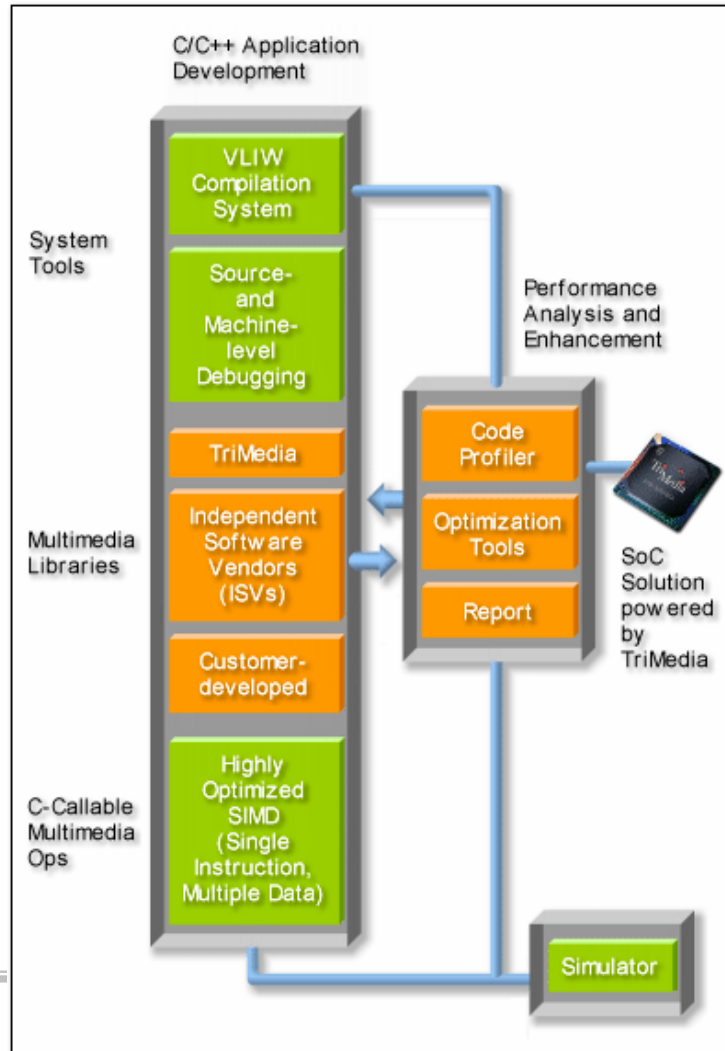 C/C++ Application
Development
VLIW
Compilation
System
System
Tools
Source-
and
Machine-
level
Debugging
TriMedia
Multimedia
Libraries
Independent
Software
Vendors
(ISVs)
Customer-
developed
C-Callable
Multimedia
Ops
Highly
Optimized
SIMD
(Single
Instruction,
Multiple Data)
Performance
Analysis and
Enhancement
Code
Profiler
Optimization
Tools
Report
TriMedia
SoC
Solution
powered
by
TriMedia
Simulator